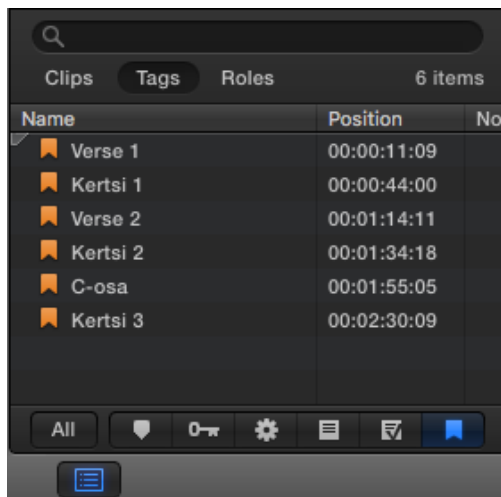 Clips Tags Roles 6 items
Name Position No
Verse 1 00:00:11:09
Kertsi 1 00:00:44:00
Verse 2 00:01:14:11
Kertsi 2 00:01:34:18
C-osa 00:01:55:05
Kertsi 3 00:02:30:09
All